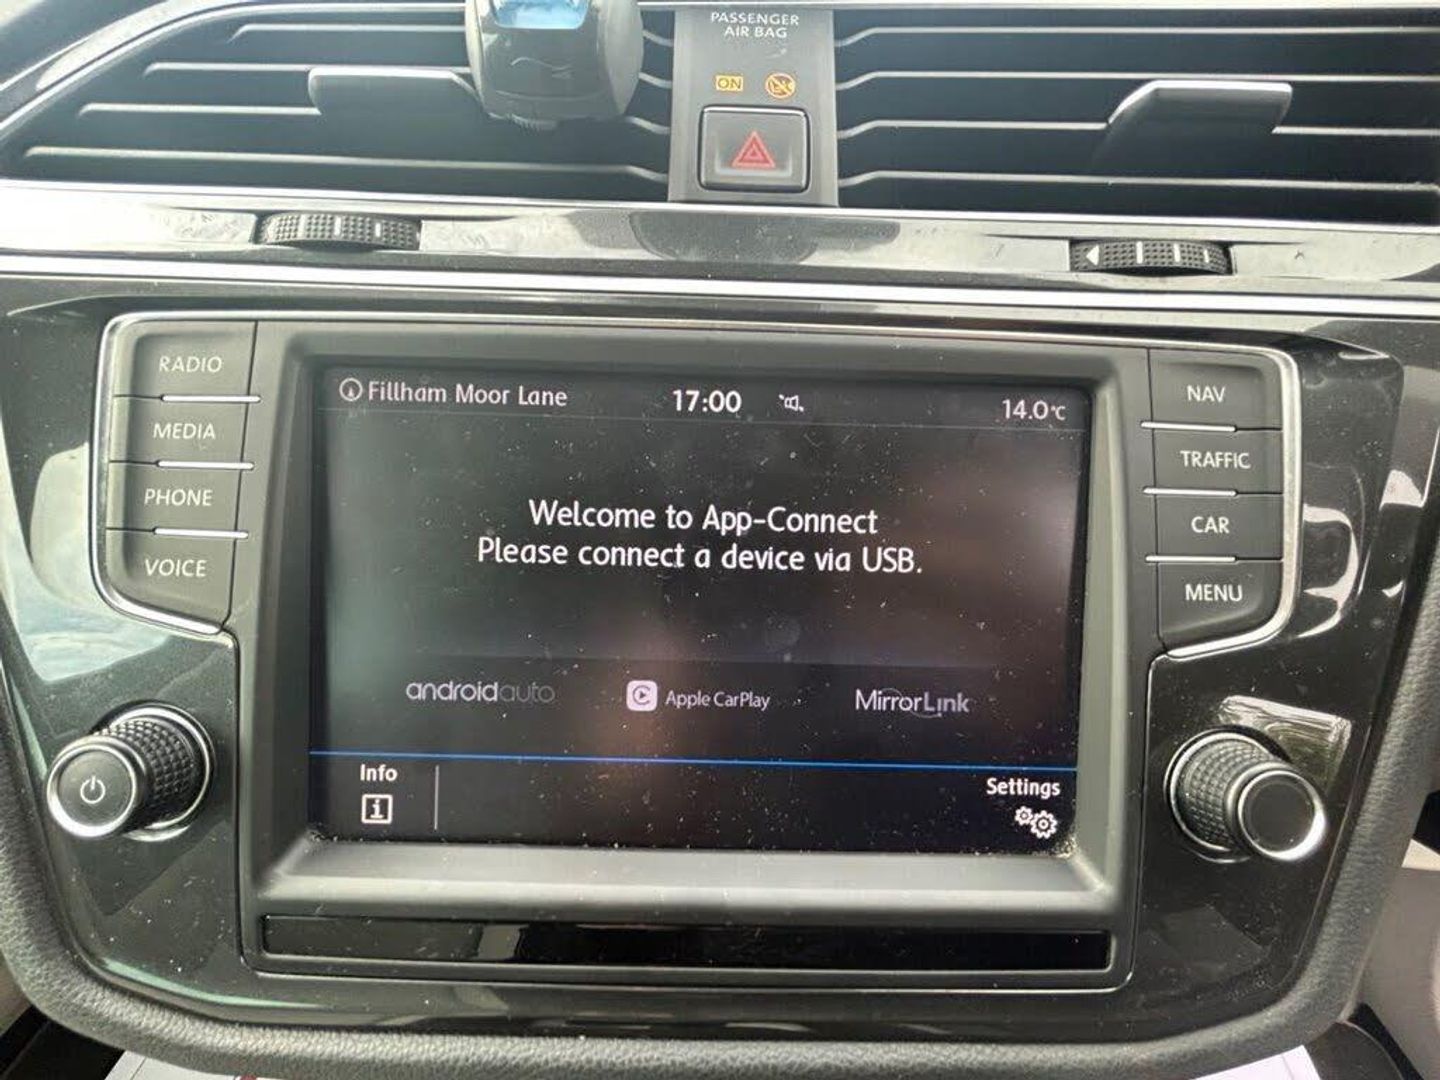 PASSENGER
AIR BAG
ON
RADIO
MEDIA
PHONE
VOICE
Fillham Moor Lane 17:00 14.0°C
Welcome to App-Connect
Please connect a device via USB.
androidauto Apple CarPlay MirrorLink
Info
i
Settings
NAV
TRAFFIC
CAR
MENU